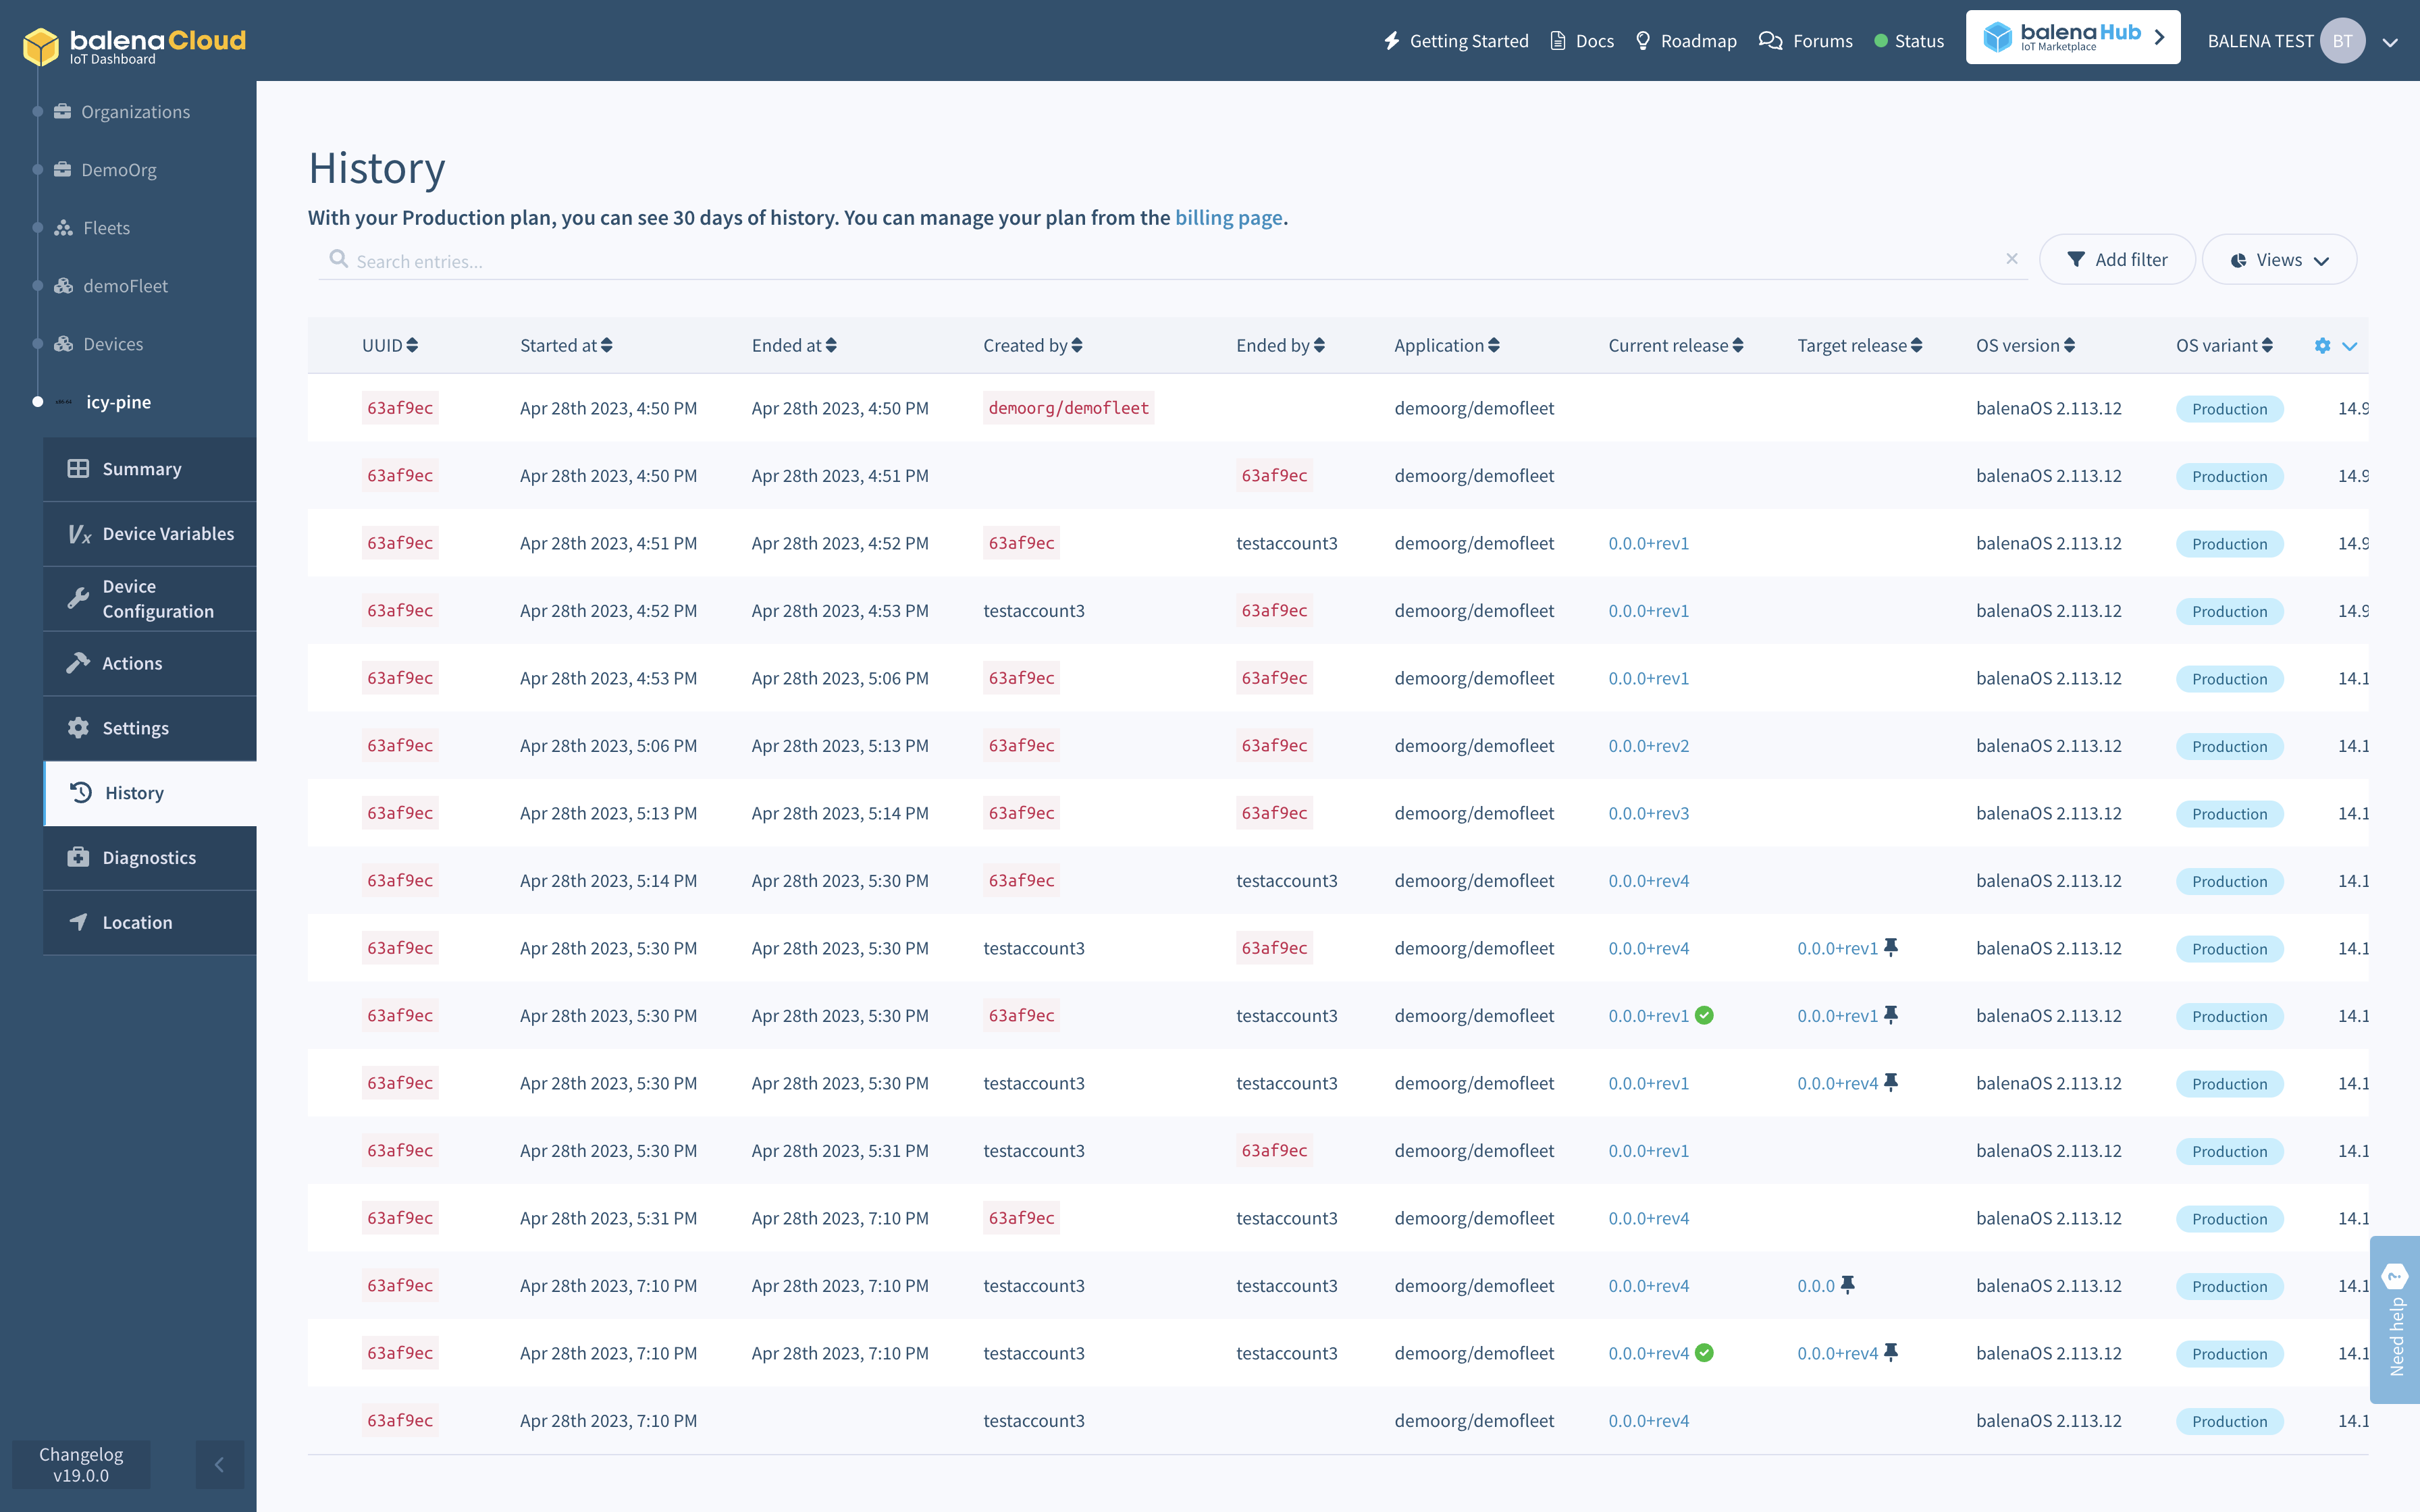 balenaCloud
IoT Dashboard
Getting Started Docs Roadmap Forums Status
balenaHub
IoT Marketplace
BALENA TEST BT
Organizations
DemoOrg
Fleets
demoFleet
Devices
icy-pine
Summary
Device Variables
Device
Configuration
Actions
Settings
History
Diagnostics
Location
Changelog
v19.0.0
History
With your Production plan, you can see 30 days of history. You can manage your plan from the billing page.
Search entries...
Add filter Views
UUID Started at Ended at Created by Ended by Application Current release Target release OS version OS variant
63af9ec Apr 28th 2023, 4:50 PM Apr 28th 2023, 4:50 PM demoorg/demofleet demoorg/demofleet balenaOS 2.113.12 Production 14.9
63af9ec Apr 28th 2023, 4:50 PM Apr 28th 2023, 4:51 PM 63af9ec demoorg/demofleet balenaOS 2.113.12 Production 14.9
63af9ec Apr 28th 2023, 4:51 PM Apr 28th 2023, 4:52 PM 63af9ec testaccount3 demoorg/demofleet 0.0.0+rev1 balenaOS 2.113.12 Production 14.9
63af9ec Apr 28th 2023, 4:52 PM Apr 28th 2023, 4:53 PM testaccount3 63af9ec demoorg/demofleet 0.0.0+rev1 balenaOS 2.113.12 Production 14.9
63af9ec Apr 28th 2023, 4:53 PM Apr 28th 2023, 5:06 PM 63af9ec 63af9ec demoorg/demofleet 0.0.0+rev1 balenaOS 2.113.12 Production 14.1
63af9ec Apr 28th 2023, 5:06 PM Apr 28th 2023, 5:13 PM 63af9ec 63af9ec demoorg/demofleet 0.0.0+rev2 balenaOS 2.113.12 Production 14.1
63af9ec Apr 28th 2023, 5:13 PM Apr 28th 2023, 5:14 PM 63af9ec 63af9ec demoorg/demofleet 0.0.0+rev3 balenaOS 2.113.12 Production 14.1
63af9ec Apr 28th 2023, 5:14 PM Apr 28th 2023, 5:30 PM 63af9ec testaccount3 demoorg/demofleet 0.0.0+rev4 balenaOS 2.113.12 Production 14.1
63af9ec Apr 28th 2023, 5:30 PM Apr 28th 2023, 5:30 PM testaccount3 63af9ec demoorg/demofleet 0.0.0+rev4 0.0.0+rev1 balenaOS 2.113.12 Production 14.1
63af9ec Apr 28th 2023, 5:30 PM Apr 28th 2023, 5:30 PM 63af9ec testaccount3 demoorg/demofleet 0.0.0+rev1 0.0.0+rev1 balenaOS 2.113.12 Production 14.1
63af9ec Apr 28th 2023, 5:30 PM Apr 28th 2023, 5:30 PM testaccount3 testaccount3 demoorg/demofleet 0.0.0+rev1 0.0.0+rev4 balenaOS 2.113.12 Production 14.1
63af9ec Apr 28th 2023, 5:30 PM Apr 28th 2023, 5:31 PM testaccount3 63af9ec demoorg/demofleet 0.0.0+rev1 balenaOS 2.113.12 Production 14.1
63af9ec Apr 28th 2023, 5:31 PM Apr 28th 2023, 7:10 PM 63af9ec testaccount3 demoorg/demofleet 0.0.0+rev4 balenaOS 2.113.12 Production 14.1
63af9ec Apr 28th 2023, 7:10 PM Apr 28th 2023, 7:10 PM testaccount3 testaccount3 demoorg/demofleet 0.0.0+rev4 0.0.0 balenaOS 2.113.12 Production 14.1
63af9ec Apr 28th 2023, 7:10 PM Apr 28th 2023, 7:10 PM testaccount3 testaccount3 demoorg/demofleet 0.0.0+rev4 0.0.0+rev4 balenaOS 2.113.12 Production 14.1
63af9ec Apr 28th 2023, 7:10 PM testaccount3 demoorg/demofleet 0.0.0+rev4 balenaOS 2.113.12 Production 14.1
Need help